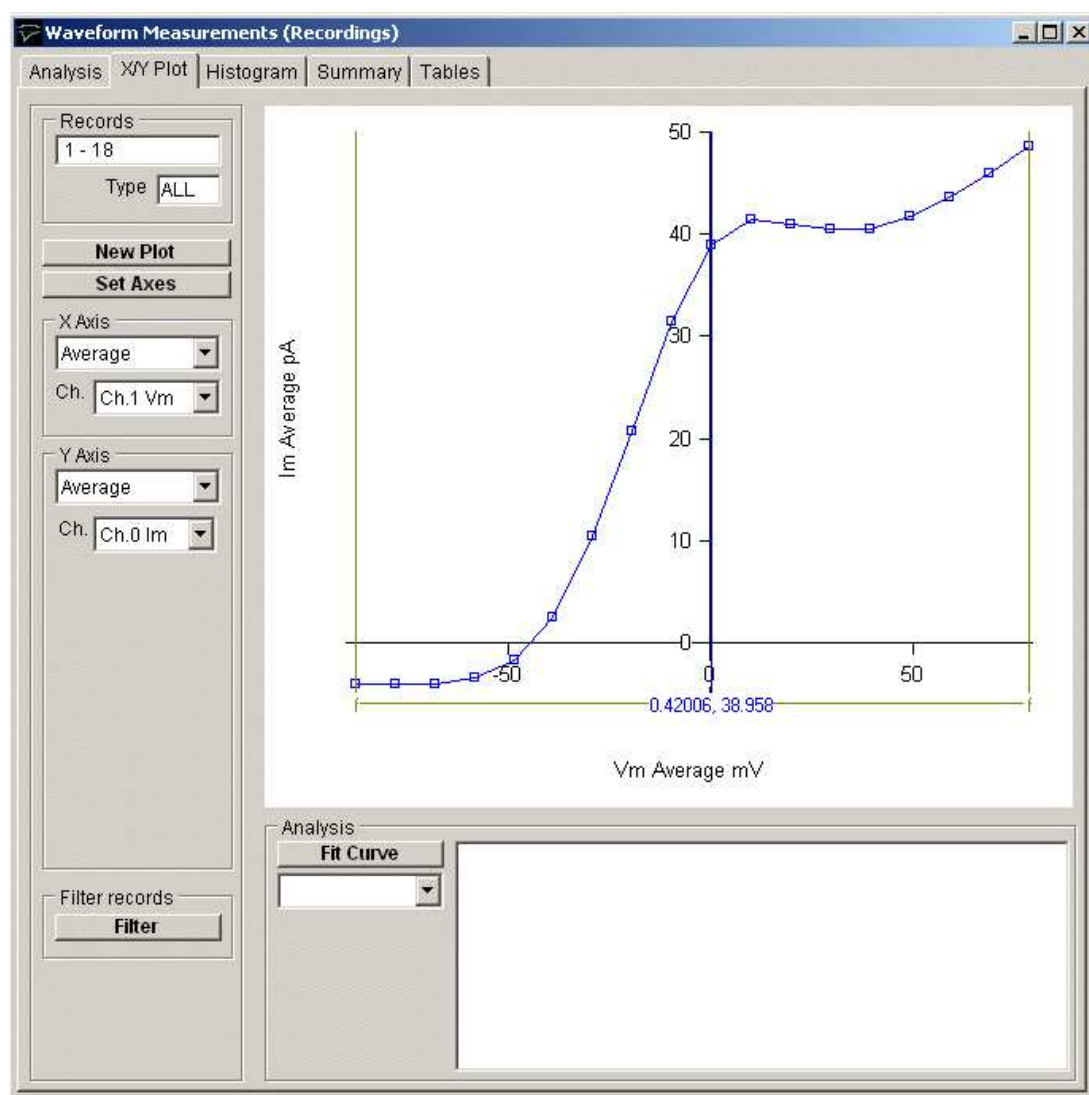 Waveform Measurements (Recordings)
Analysis X/Y Plot Histogram Summary Tables
Records
1 - 18
Type ALL
New Plot
Set Axes
X Axis
Average
Ch. Ch.1 Vm
Y Axis
Average
Ch. Ch.0 Im
Filter records
Filter
Im Average pA
50
40
30
20
10
0
-50 0 50
0.42006, 38.958
Vm Average mV
Analysis
Fit Curve